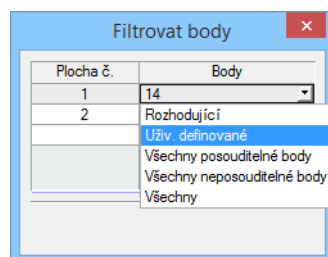 Filtrovat body
Plocha č. Body
1 14
2 Rozhodující
Uživ. definované
Všechny posouditelné body
Všechny neposouditelné body
Všechny